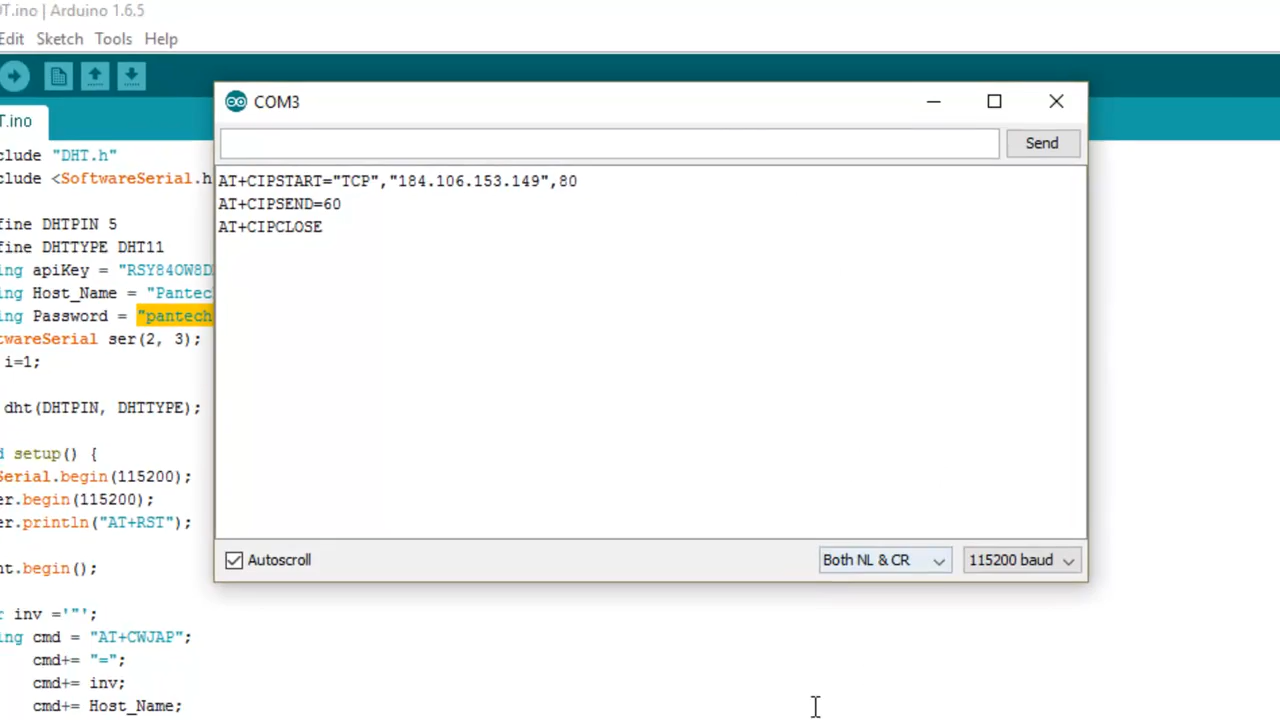 DT.ino | Arduino 1.6.5
Edit Sketch Tools Help
T.ino
COM3
Send
AT+CIPSTART="TCP","184.106.153.149",80
AT+CIPSEND=60
AT+CIPCLOSE
Autoscroll
Both NL & CR
115200 baud
clude "DHT.h"
clude <SoftwareSerial.h
fine DHTPIN 5
fine DHTTYPE DHT11
ing apiKey = "RSY84OW8D
ing Host_Name = "Pantec
ing Password = "pantech
twareSerial ser(2, 3);
i=1;
dht(DHTPIN, DHTTYPE);
d setup() {
Serial.begin(115200);
er.begin(115200);
er.println("AT+RST");
ht.begin();
r inv ='"';
ing cmd = "AT+CWJAP";
cmd+= "=";
cmd+= inv;
cmd+= Host_Name;